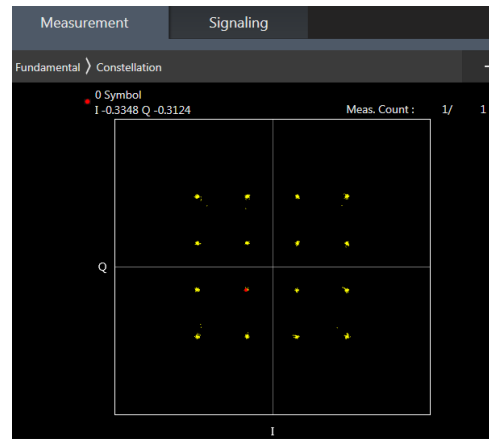 Measurement Signaling
Fundamental 〉 Constellation
0 Symbol
I -0.3348 Q -0.3124 Meas. Count : 1/ 1
Q
I